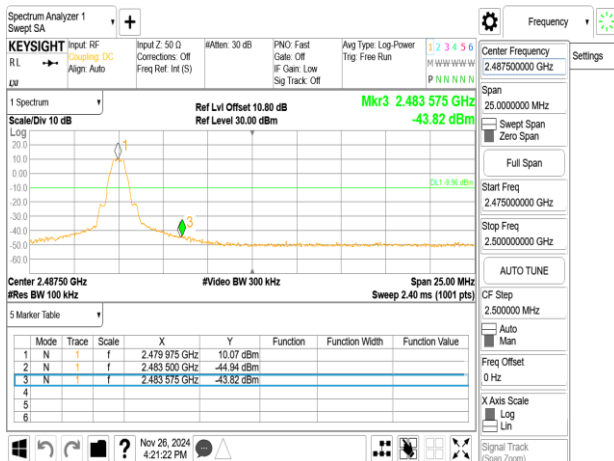 Spectrum Analyzer 1
Swept SA
+
Frequency
KEYSIGHT
RL
LXI
Input: RF
Coupling: DC
Align: Auto
Input Z: 50 Ω
Corrections: Off
Freq Ref: Int (S)
#Atten: 30 dB
PNO: Fast
Gate: Off
IF Gain: Low
Sig Track: Off
Avg Type: Log-Power
Trig: Free Run
1 2 3 4 5 6
M W W W W W
P N N N N N
1 Spectrum
Scale/Div 10 dB
Ref Lvl Offset 10.80 dB
Ref Level 30.00 dBm
Mkr3 2.483 575 GHz
-43.82 dBm
Log
20.0
10.0
0.00
-10.0
-20.0
-30.0
-40.0
-50.0
-60.0
1
3
DL1 -9.96 dBm
Center 2.48750 GHz
#Video BW 300 kHz
Span 25.00 MHz
#Res BW 100 kHz
Sweep 2.40 ms (1001 pts)
5 Marker Table
Mode Trace Scale X Y Function Function Width Function Value
1 N 1 f 2.479 975 GHz 10.07 dBm
2 N 1 f 2.483 500 GHz -44.94 dBm
3 N 1 f 2.483 575 GHz -43.82 dBm
4
5
6
Nov 26, 2024
4:21:22 PM
?
Center Frequency
2.487500000 GHz
Settings
Span
25.0000000 MHz
Swept Span
Zero Span
Full Span
Start Freq
2.475000000 GHz
Stop Freq
2.500000000 GHz
AUTO TUNE
CF Step
2.500000 MHz
Auto
Man
Freq Offset
0 Hz
X Axis Scale
Log
Lin
Signal Track
(Span Zoom)